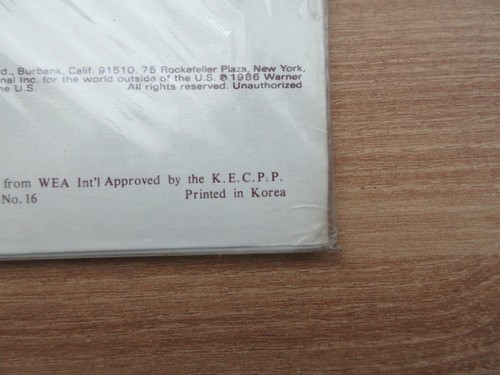 d., Burbank, Calif. 91510. 75 Rockefeller Plaza, New York,
nal Inc. for the world outside of the U.S. ℗ 1986 Warner
he U.S. All rights reserved. Unauthorized
from WEA Int'l Approved by the K.E.C.P.P.
No.16 Printed in Korea